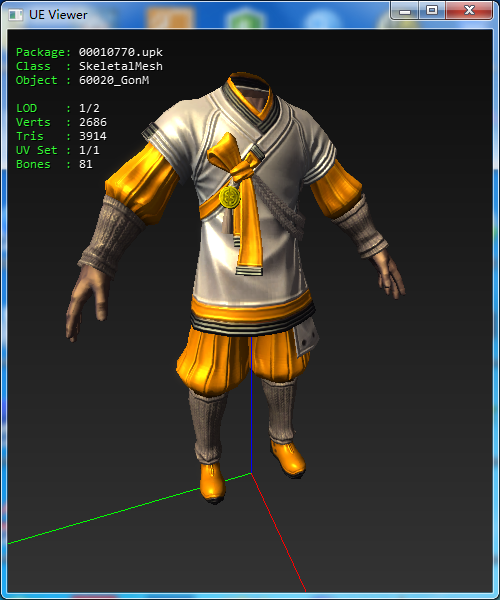 UE Viewer
Package: 00010770.upk
Class : SkeletalMesh
Object : 60020_GonM
LOD : 1/2
Verts : 2686
Tris : 3914
UV Set : 1/1
Bones : 81